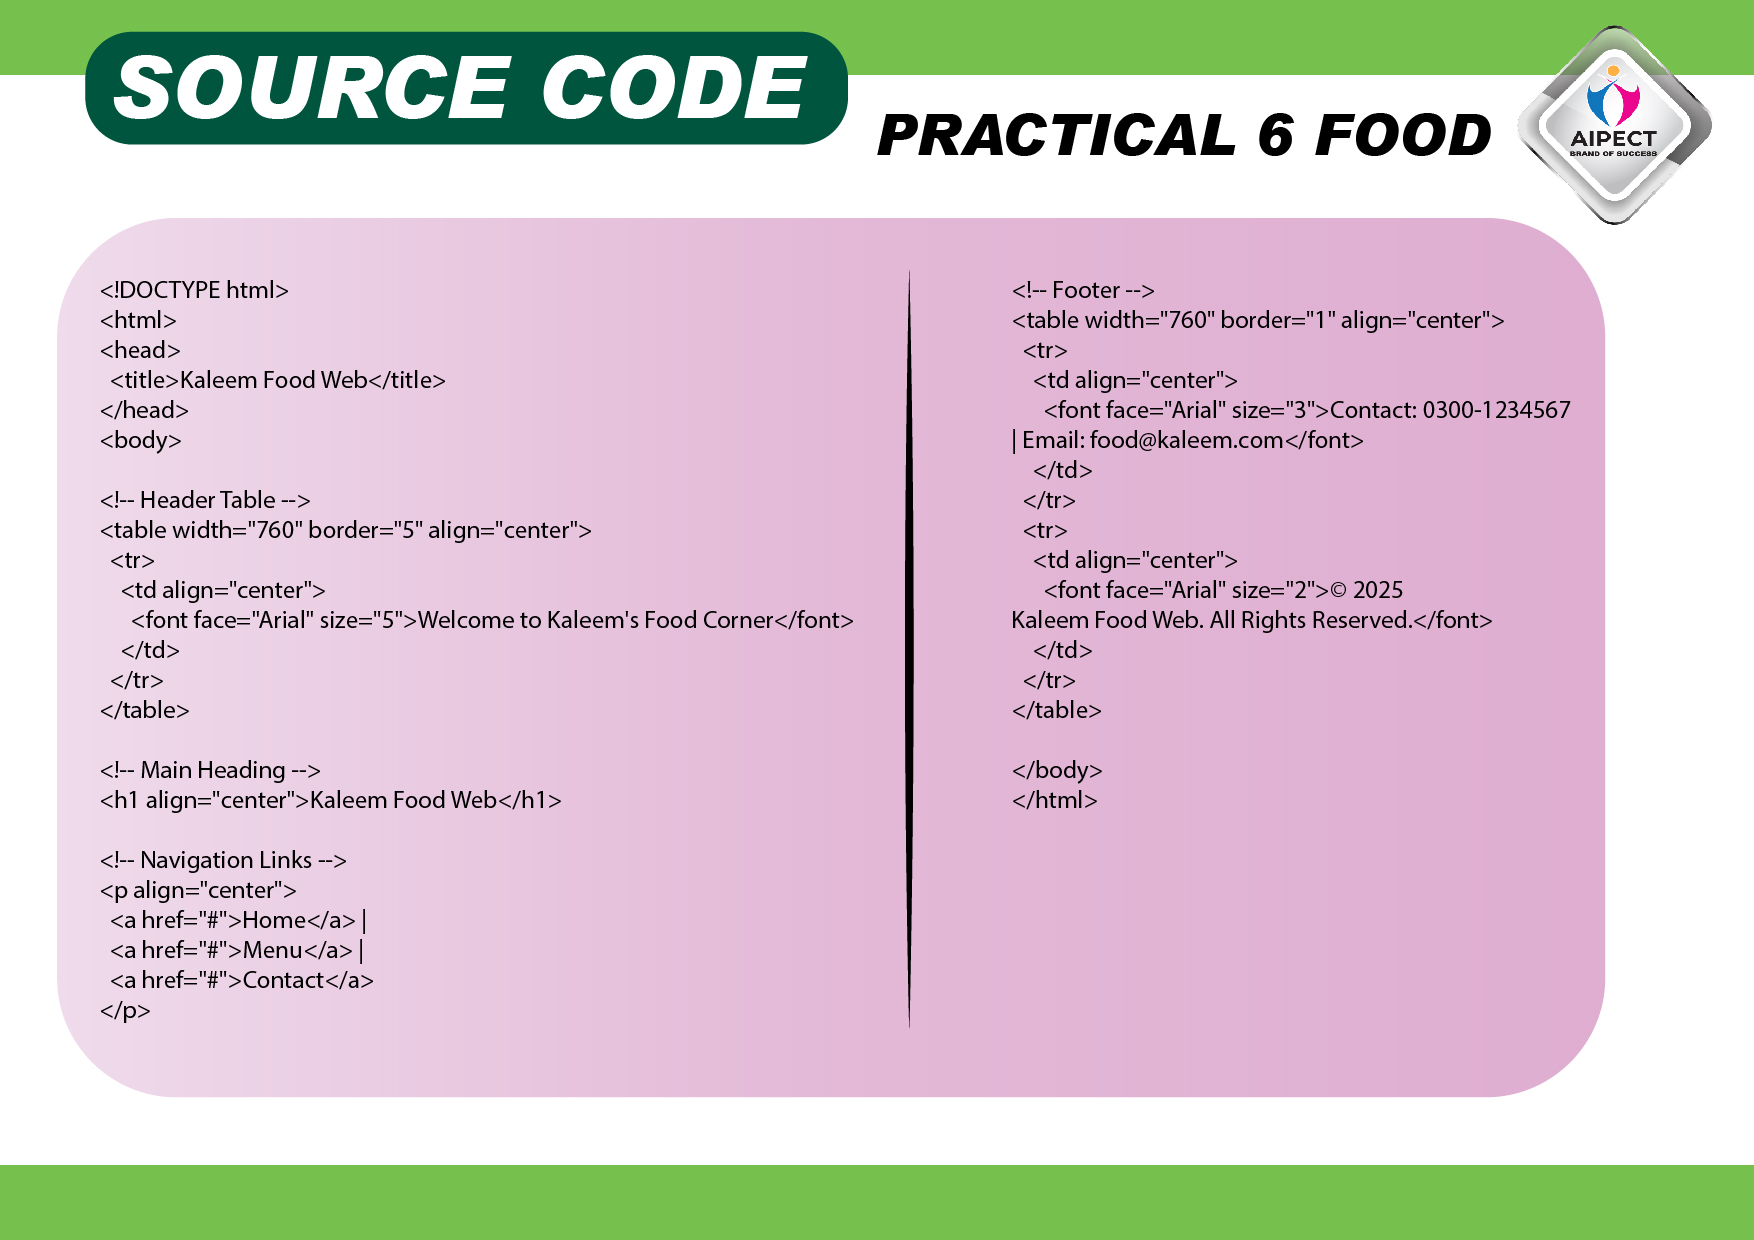 SOURCE CODE
PRACTICAL 6 FOOD
AIPECT
BRAND OF SUCCESS
<!DOCTYPE html>
<html>
<head>
  <title>Kaleem Food Web</title>
</head>
<body>
<!-- Header Table -->
<table width="760" border="5" align="center">
  <tr>
    <td align="center">
      <font face="Arial" size="5">Welcome to Kaleem's Food Corner</font>
    </td>
  </tr>
</table>
<!-- Main Heading -->
<h1 align="center">Kaleem Food Web</h1>
<!-- Navigation Links -->
<p align="center">
  <a href="#">Home</a> |
  <a href="#">Menu</a> |
  <a href="#">Contact</a>
</p>
<!-- Footer -->
<table width="760" border="1" align="center">
  <tr>
    <td align="center">
      <font face="Arial" size="3">Contact: 0300-1234567
| Email: food@kaleem.com</font>
    </td>
  </tr>
  <tr>
    <td align="center">
      <font face="Arial" size="2">© 2025
Kaleem Food Web. All Rights Reserved.</font>
    </td>
  </tr>
</table>
</body>
</html>